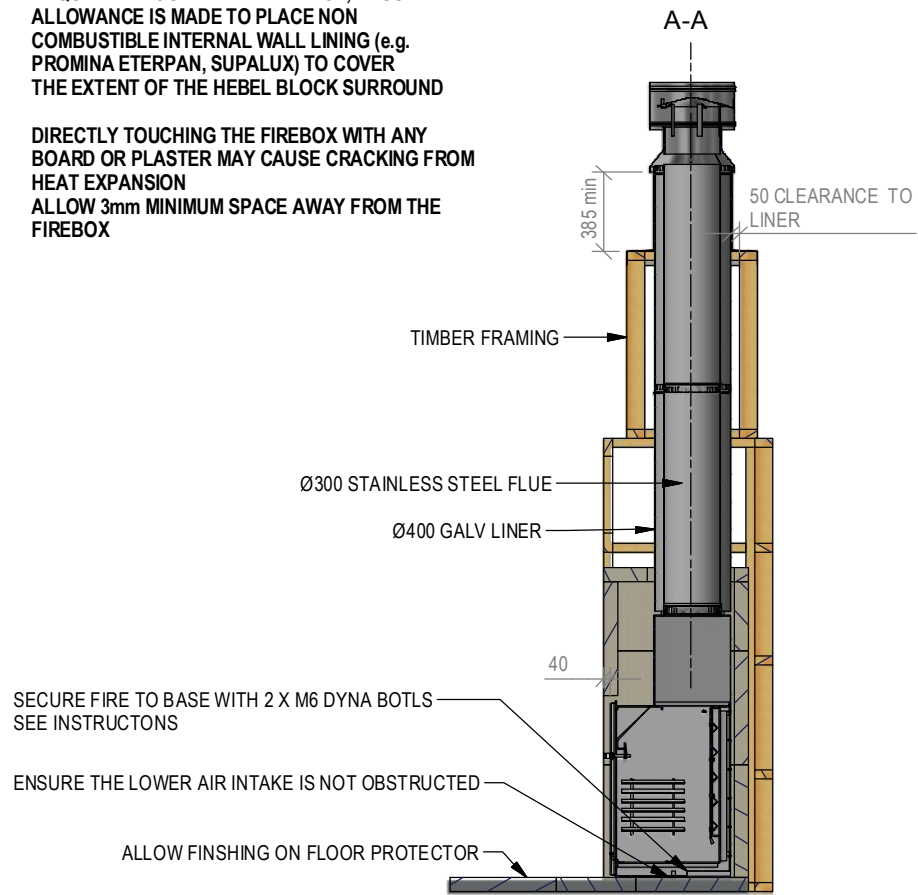 ALLOWANCE IS MADE TO PLACE NON
COMBUSTIBLE INTERNAL WALL LINING (e.g.
PROMINA ETERPAN, SUPALUX) TO COVER
THE EXTENT OF THE HEBEL BLOCK SURROUND
DIRECTLY TOUCHING THE FIREBOX WITH ANY
BOARD OR PLASTER MAY CAUSE CRACKING FROM
HEAT EXPANSION
ALLOW 3mm MINIMUM SPACE AWAY FROM THE
FIREBOX
A-A
385 min
50 CLEARANCE TO
LINER
TIMBER FRAMING
Ø300 STAINLESS STEEL FLUE
Ø400 GALV LINER
40
SECURE FIRE TO BASE WITH 2 X M6 DYNA BOTLS
SEE INSTRUCTONS
ENSURE THE LOWER AIR INTAKE IS NOT OBSTRUCTED
ALLOW FINSHING ON FLOOR PROTECTOR